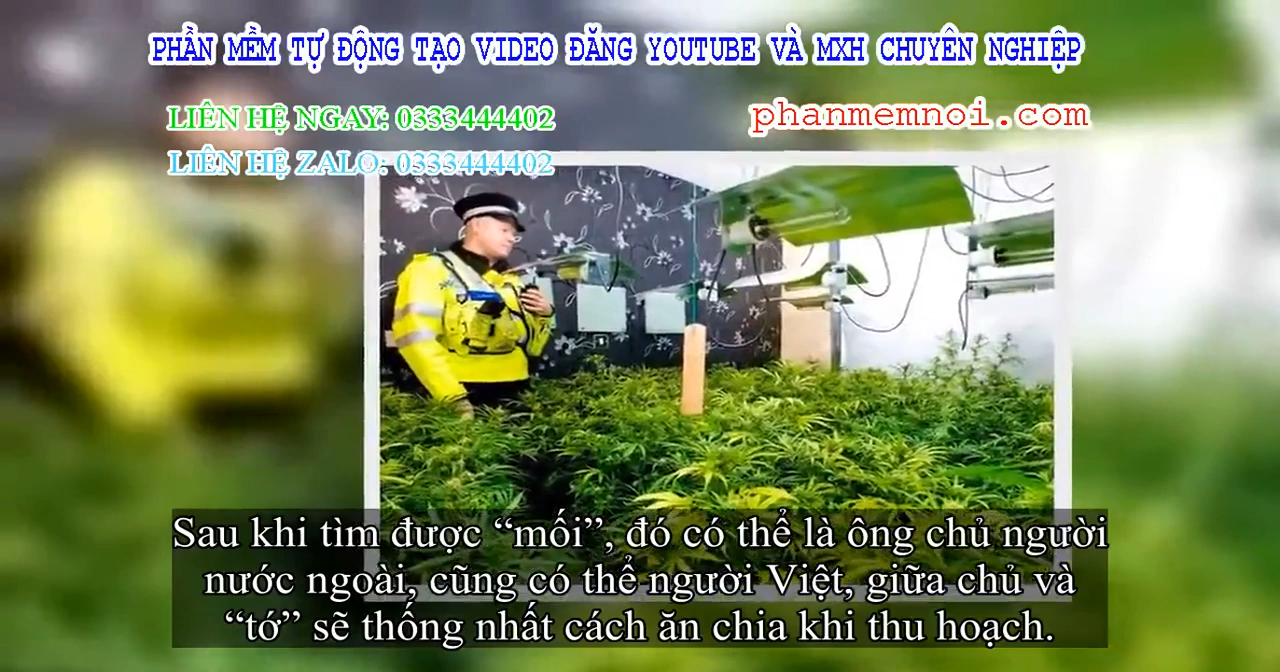 PHẦN MỀM TỰ ĐỘNG TẠO VIDEO ĐĂNG YOUTUBE VÀ MXH CHUYÊN NGHIỆP
LIÊN HỆ NGAY: 0333444402
phanmemnoi.com
LIÊN HỆ ZALO: 0333444402
Sau khi tìm được “mối”, đó có thể là ông chủ người
nước ngoài, cũng có thể người Việt, giữa chủ và
“tớ” sẽ thống nhất cách ăn chia khi thu hoạch.